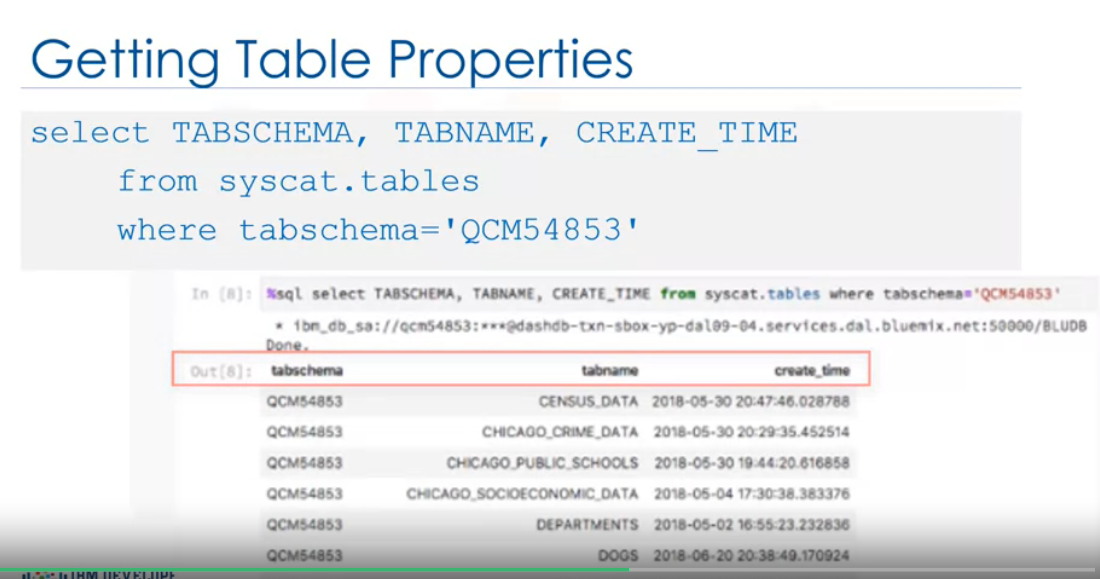 Getting Table Properties
select TABSCHEMA, TABNAME, CREATE_TIME
from syscat.tables
where tabschema='QCM54853'
In [8]: %sql select TABSCHEMA, TABNAME, CREATE_TIME from syscat.tables where tabschema='QCM54853'
* ibm_db_sa://qcm54853:***@dashdb-txn-sbox-yp-dal09-04.services.dal.bluemix.net:50000/BLUDB
Done.
Out[8]: tabschema tabname create_time
QCM54853 CENSUS_DATA 2018-05-30 20:47:46.028788
QCM54853 CHICAGO_CRIME_DATA 2018-05-30 20:29:35.452514
QCM54853 CHICAGO_PUBLIC_SCHOOLS 2018-05-30 19:44:20.616858
QCM54853 CHICAGO_SOCIOECONOMIC_DATA 2018-05-04 17:30:38.383376
QCM54853 DEPARTMENTS 2018-05-02 16:55:23.232836
QCM54853 DOGS 2018-06-20 20:38:49.170924